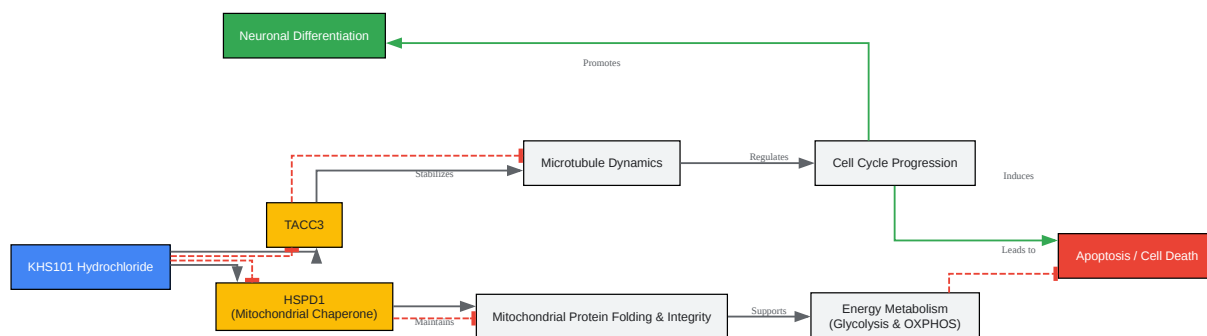 Neuronal Differentiation
Promotes
Microtubule Dynamics
Regulates
Cell Cycle Progression
Stabilizes
Induces
TACC3
KHS101 Hydrochloride
Leads to
Apoptosis / Cell Death
HSPD1
(Mitochondrial Chaperone)
Maintains
Mitochondrial Protein Folding & Integrity
Supports
Energy Metabolism
(Glycolysis & OXPHOS)